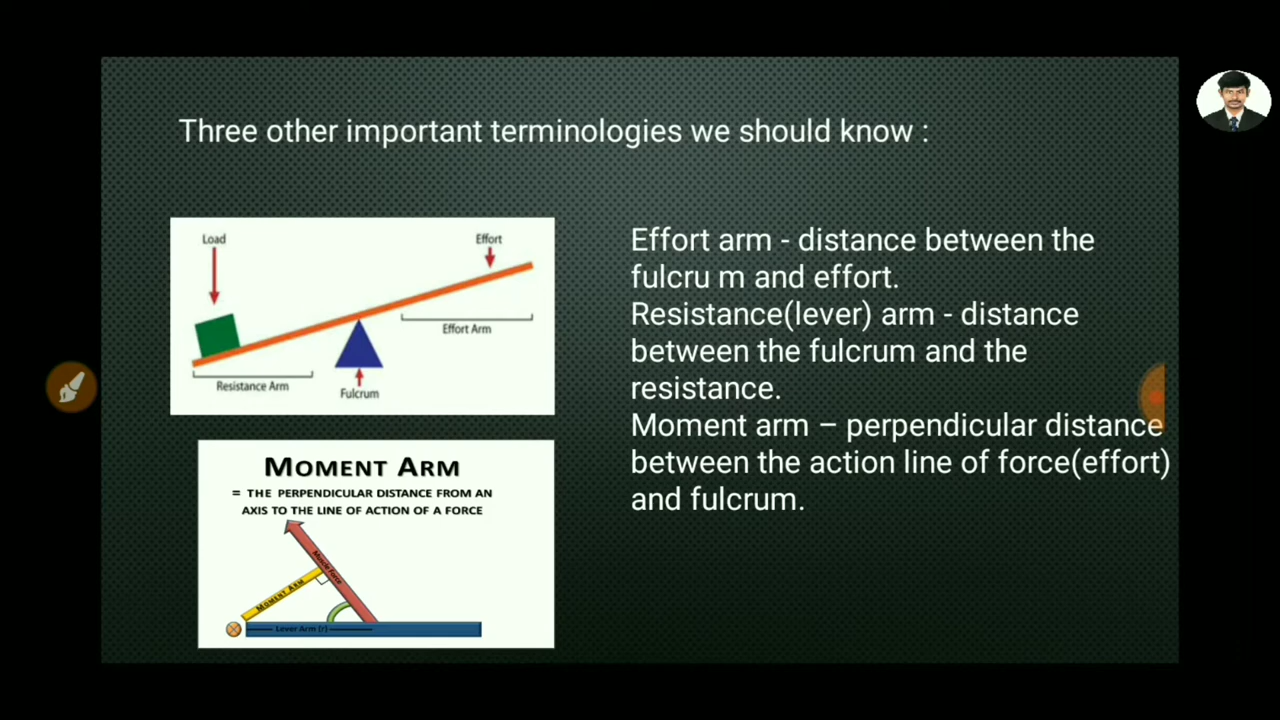 Three other important terminologies we should know :
Load
Effort
Effort Arm
Resistance Arm
Fulcrum
Effort arm - distance between the
fulcru m and effort.
Resistance(lever) arm - distance
between the fulcrum and the
resistance.
Moment arm – perpendicular distance
between the action line of force(effort)
and fulcrum.
MOMENT ARM
= THE PERPENDICULAR DISTANCE FROM AN
AXIS TO THE LINE OF ACTION OF A FORCE
Muscle Force
MOMENT ARM
Lever Arm (r)